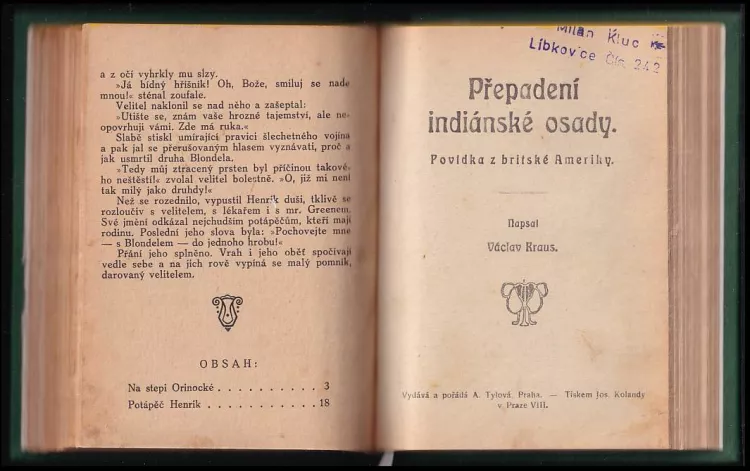 a z očí vyhrkly mu slzy.
»Já bídný hříšník! Oh, Bože, smiluj se nade
mnou!« sténal zoufale.
Velitel naklonil se nad něho a zašeptal:
»Utište se, znám vaše hrozné tajemství, ale ne-
opovrhuji vámi. Zde má ruka.«
Slabě stiskl umírající pravici šlechetného vojína
a pak jal se přerušovaným hlasem vyznávati, proč a
jak usmrtil druha Blondela.
»Tedy můj ztracený prsten byl příčinou takové-
ho neštěstí!« zvolal velitel bolestně. »O, již mi není
tak milý jako druhdy!«
Než se rozednilo, vypustil Henrik duši, tklivě se
rozloučiv s velitelem, s lékařem i s mr. Greenem.
Své jmění odkázal nejchudším potápěčům, kteří mají
rodinu. Poslední jeho slova byla: »Pochovejte mne
— s Blondelem — do jednoho hrobu!«
Přání jeho splněno. Vrah i jeho oběť spočívají
vedle sebe a na jich rově vypíná se malý pomník,
darovaný velitelem.
OBSAH:
Na stepi Orinocké . . . . . . . . . . 3
Potápěč Henrik . . . . . . . . . . . 18
Milan Kluc
Libkovice Čís. 242
Přepadení
indiánské osady.
Povídka z britské Ameriky.
Napsal
Václav Kraus.
Vydává a pořádá A. Tylová, Praha. — Tiskem Jos. Kolandy
v Praze VIII.